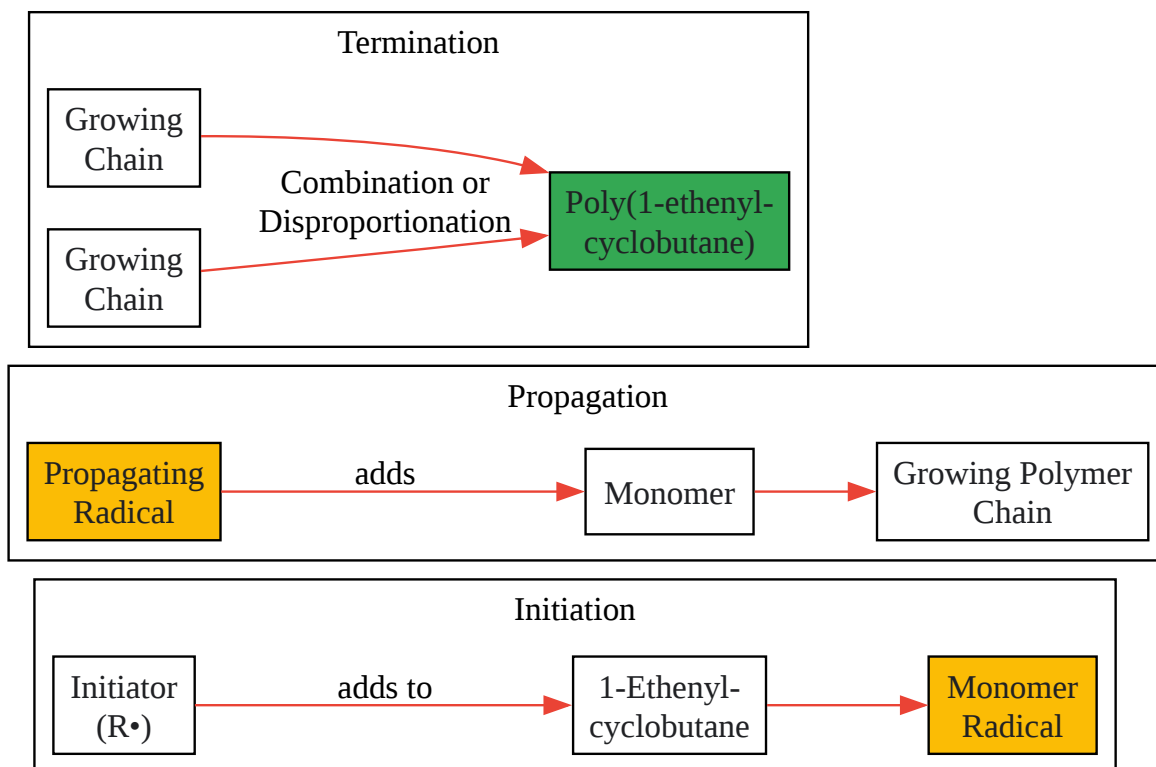 Termination
Growing
Chain
Combination or
Disproportionation
Growing
Chain
Poly(1-ethenyl-
cyclobutane)
Propagation
Propagating
Radical
adds
Monomer
Growing Polymer
Chain
Initiation
Initiator
(R•)
adds to
1-Ethenyl-
cyclobutane
Monomer
Radical